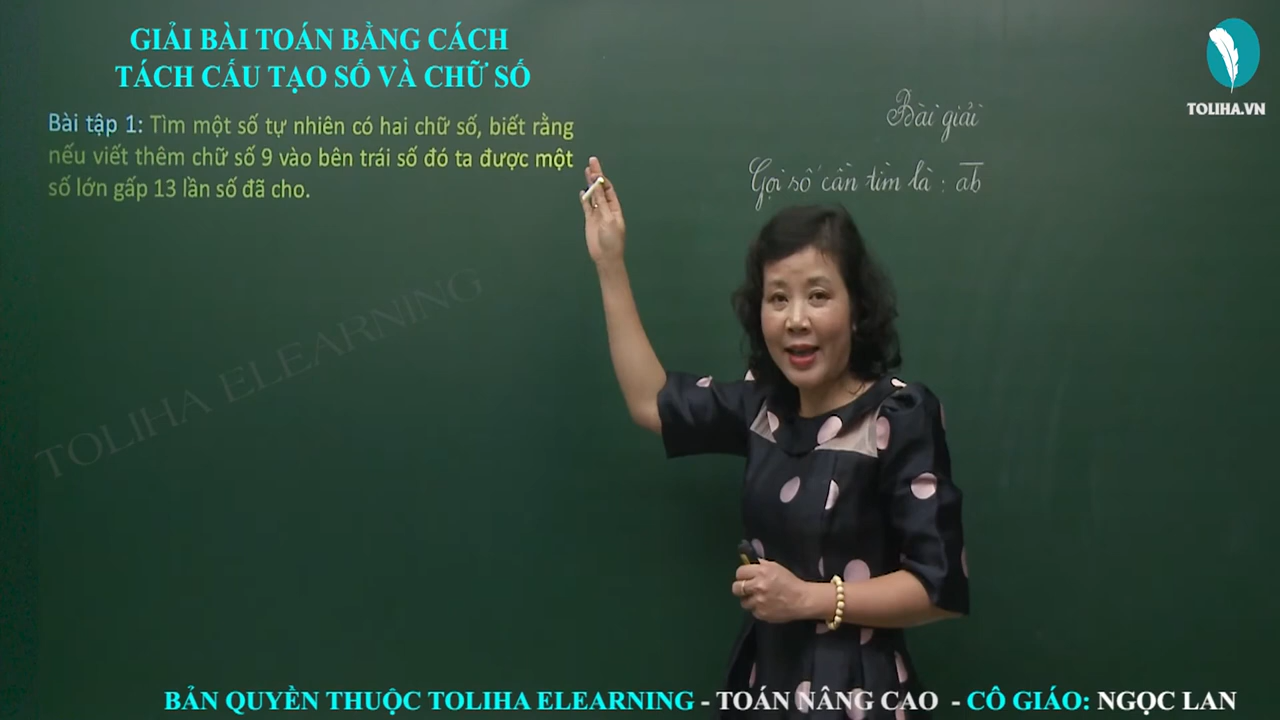 GIẢI BÀI TOÁN BẰNG CÁCH
TÁCH CẤU TẠO SỐ VÀ CHỮ SỐ
Bài tập 1: Tìm một số tự nhiên có hai chữ số, biết rằng
nếu viết thêm chữ số 9 vào bên trái số đó ta được một
số lớn gấp 13 lần số đã cho.
TOLIHA.VN
Bài giải
Gọi số cần tìm là : a̅b̅
TOLIHA ELEARNING
BẢN QUYỀN THUỘC TOLIHA ELEARNING - TOÁN NÂNG CAO - CÔ GIÁO: NGỌC LAN